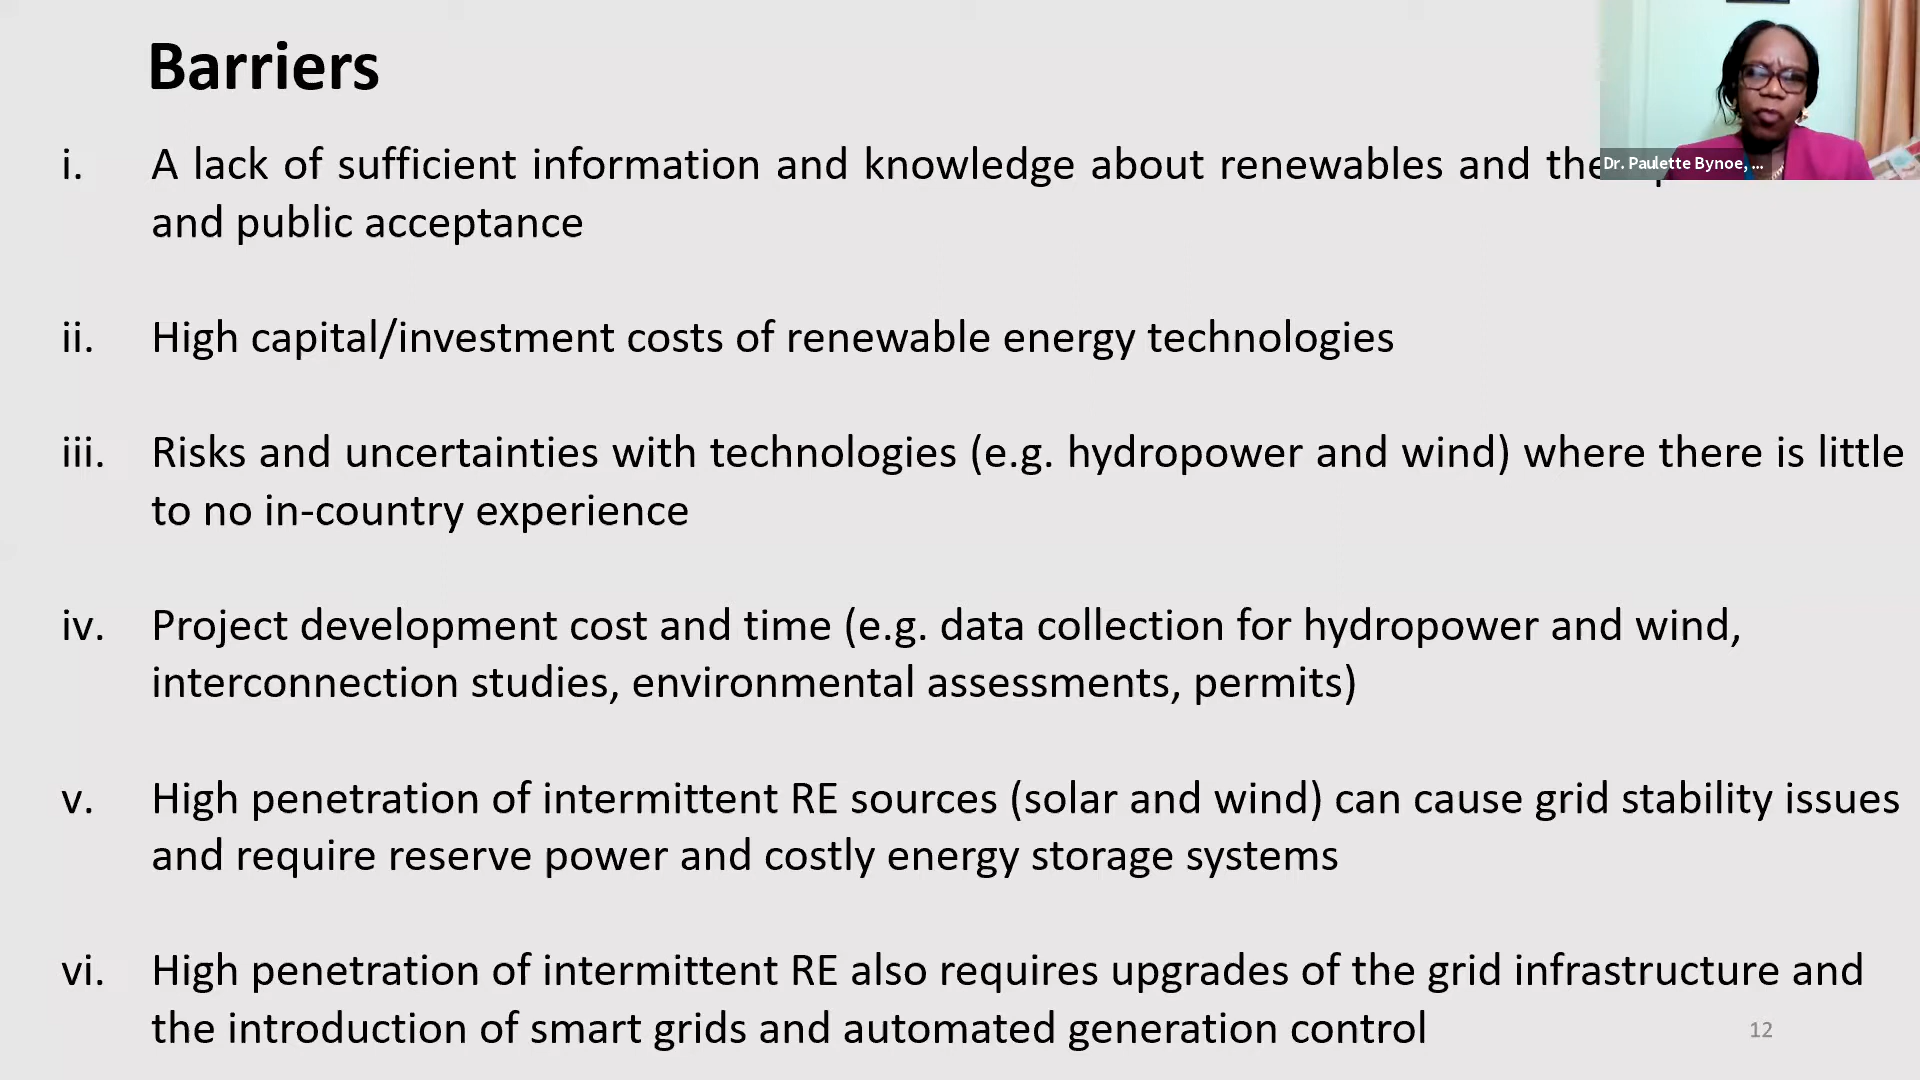 Barriers
i. A lack of sufficient information and knowledge about renewables and
and public acceptance
ii. High capital/investment costs of renewable energy technologies
iii. Risks and uncertainties with technologies (e.g. hydropower and wind) where there is little
to no in-country experience
iv. Project development cost and time (e.g. data collection for hydropower and wind,
interconnection studies, environmental assessments, permits)
v. High penetration of intermittent RE sources (solar and wind) can cause grid stability issues
and require reserve power and costly energy storage systems
vi. High penetration of intermittent RE also requires upgrades of the grid infrastructure and
the introduction of smart grids and automated generation control
12
Dr. Paulette Bynoe, ...